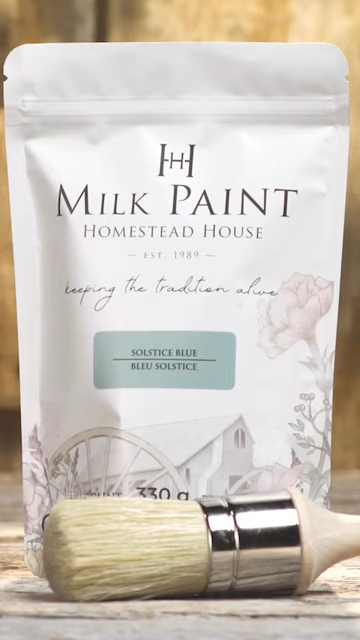 HH
MILK PAINT
HOMESTEAD HOUSE
— EST. 1989 —
keeping the tradition alive
SOLSTICE BLUE
BLEU SOLSTICE
330 g